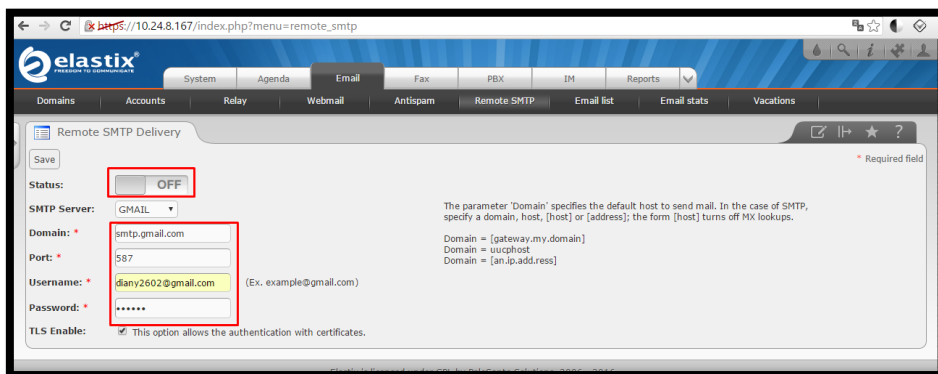 https://10.24.8.167/index.php?menu=remote_smtp
elastix®
FREEDOM TO COMMUNICATE
System Agenda Email Fax PBX IM Reports
Domains Accounts Relay Webmail Antispam Remote SMTP Email list Email stats Vacations
Remote SMTP Delivery
Save
* Required field
Status: OFF
SMTP Server: GMAIL
Domain: * smtp.gmail.com
Port: * 587
Username: * diany2602@gmail.com (Ex. example@gmail.com)
Password: * ••••••
TLS Enable: This option allows the authentication with certificates.
The parameter 'Domain' specifies the default host to send mail. In the case of SMTP,
specify a domain, host, [host] or [address]; the form [host] turns off MX lookups.
Domain = [gateway.my.domain]
Domain = uucphost
Domain = [an.ip.add.ress]